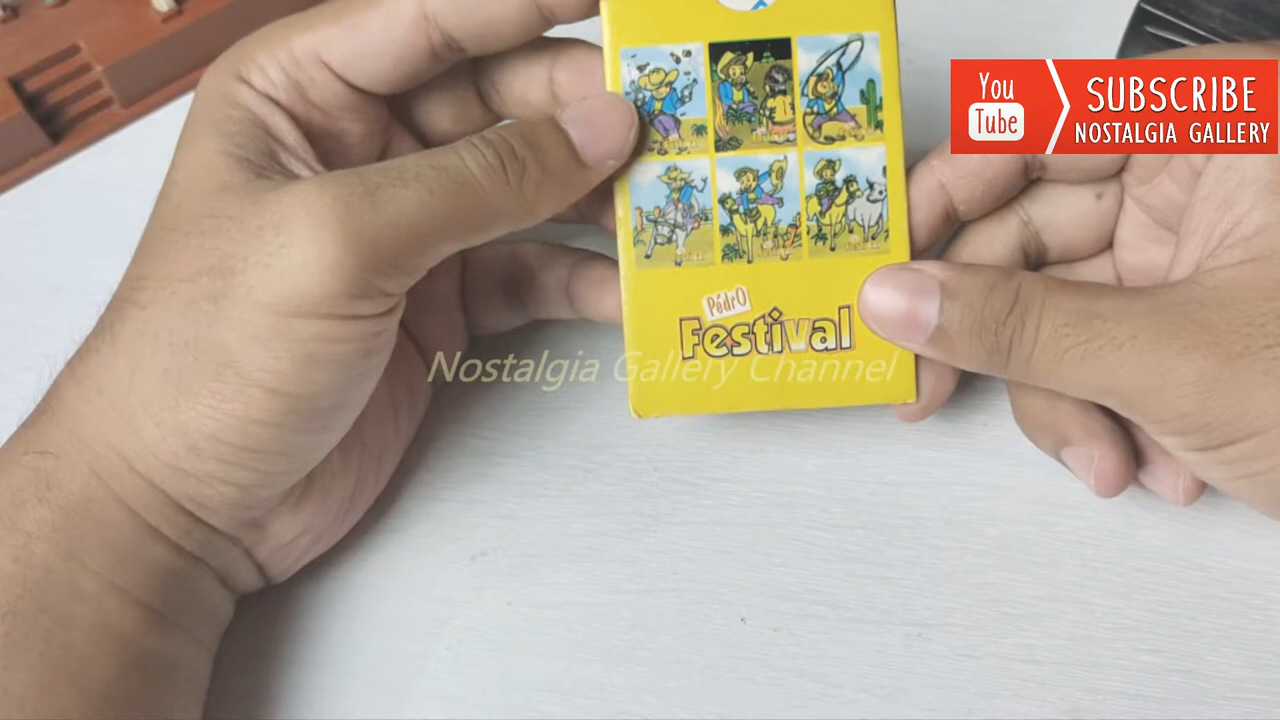 You
Tube
SUBSCRIBE
NOSTALGIA GALLERY
PédrO
Festival
Nostalgia Gallery Channel